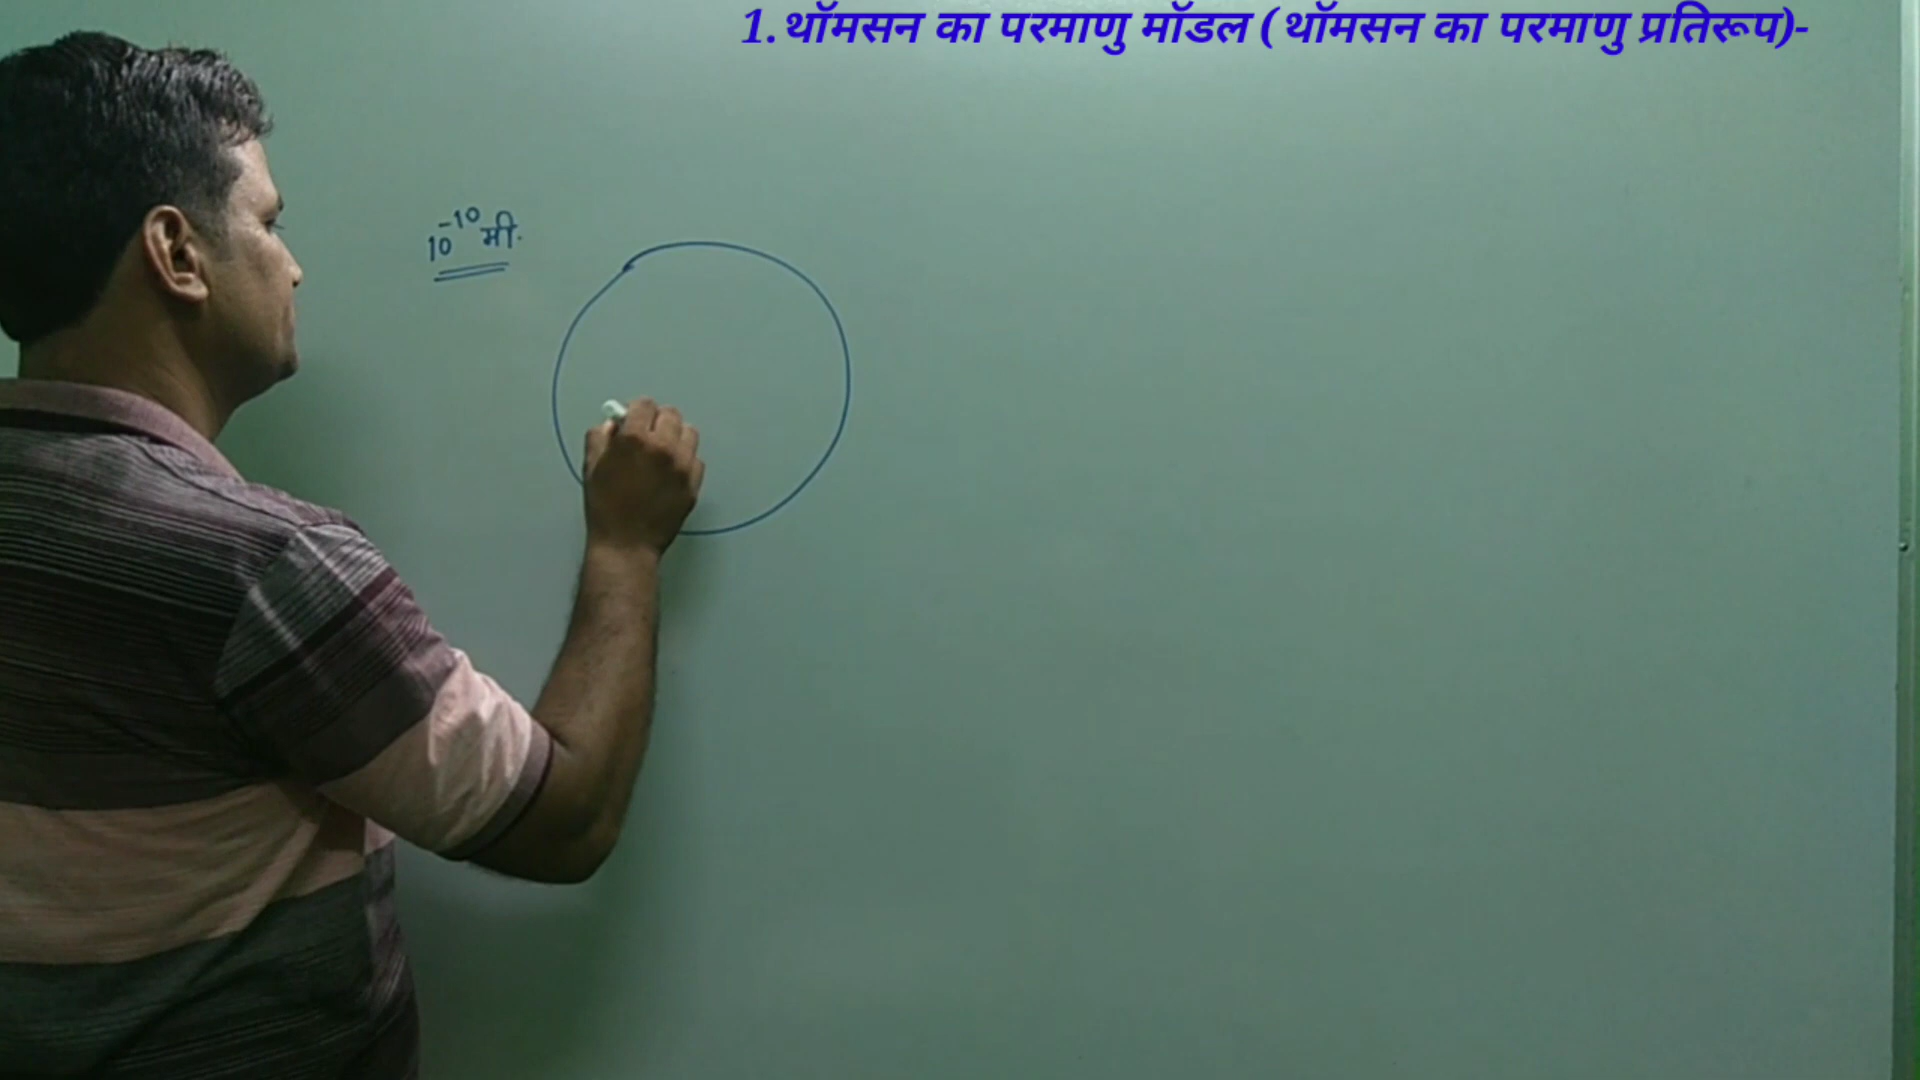 1. थॉमसन का परमाणु मॉडल ( थॉमसन का परमाणु प्रतिरूप)-
10⁻¹⁰ मी.